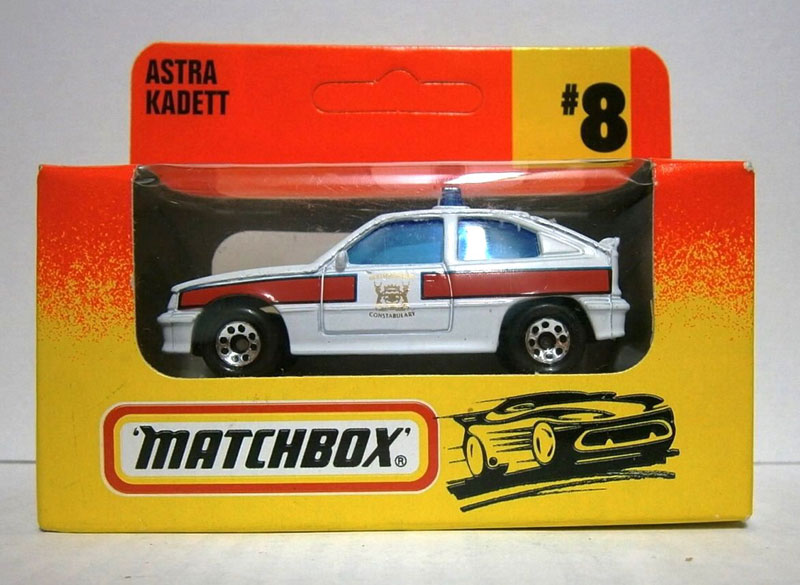 ASTRA
KADETT
#8
CONSTABULARY
'MATCHBOX'®